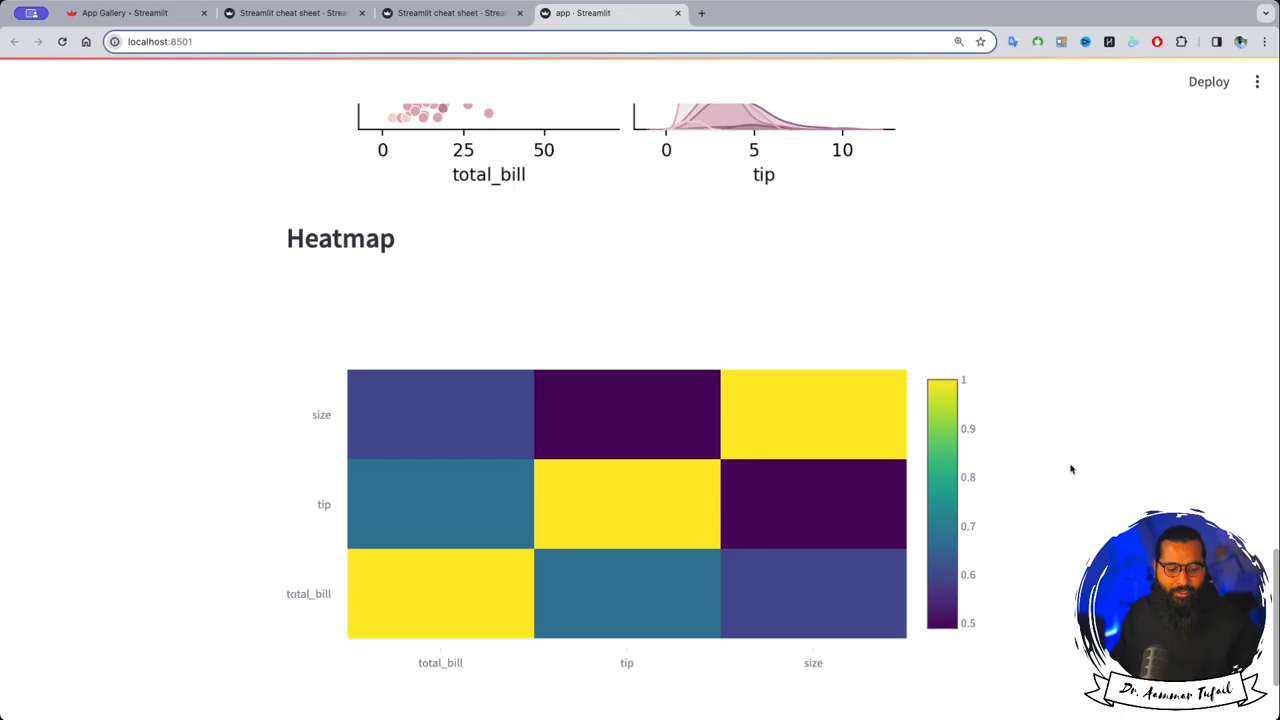 App Gallery • Streamlit
Streamlit cheat sheet · Stream
Streamlit cheat sheet · Strea
app · Streamlit
localhost:8501
Deploy
0 25 50
total_bill
0 5 10
tip
Heatmap
size
tip
total_bill
total_bill tip size
1
0.9
0.8
0.7
0.6
0.5
Dr. Aammar Tufail